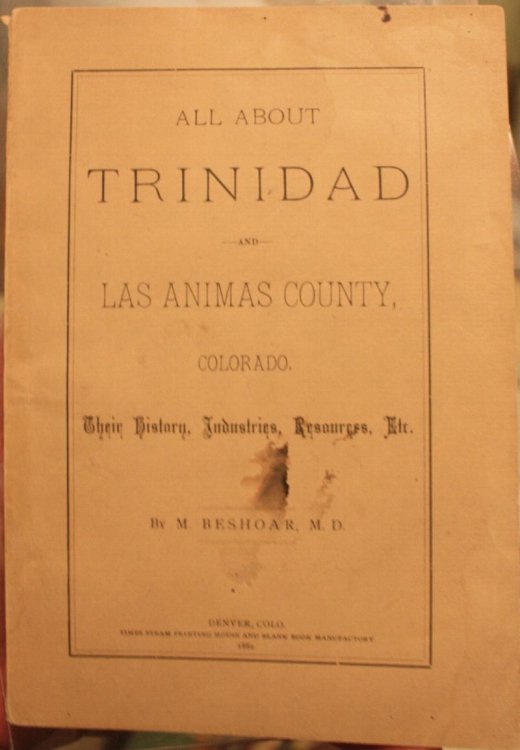 ALL ABOUT
TRINIDAD
—AND—
LAS ANIMAS COUNTY,
COLORADO.
Their History, Industries, Resources, Etc.
By M. BESHOAR, M. D.
DENVER, COLO.
TIMES STEAM PRINTING HOUSE AND BLANK BOOK MANUFACTORY